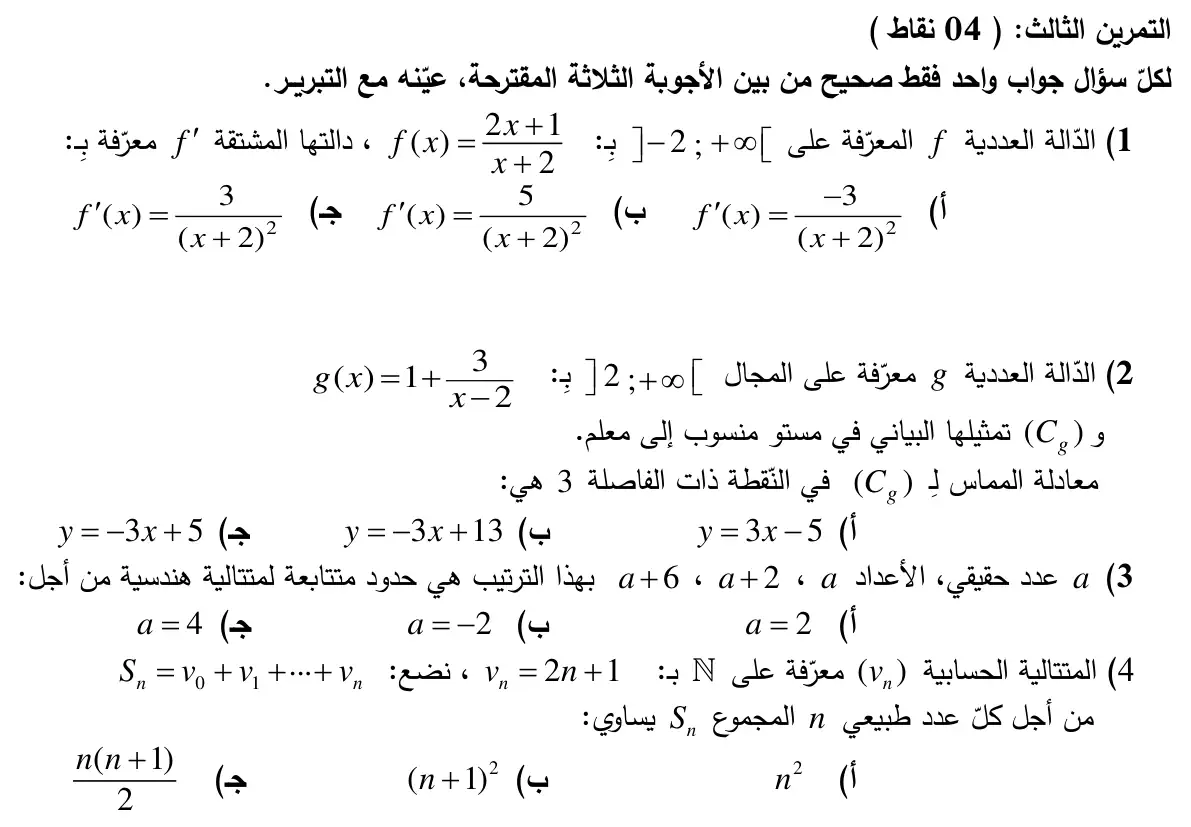 التمرين الثالث: ( 04 نقاط )
لكلّ سؤال جواب واحد فقط صحيح من بين الأجوبة الثلاثة المقترحة، عيّنه مع التبرير.
1) الدّالة العددية f المعرّفة على ]−2 ; +∞[ بِـ: f(x) = (2x+1)/(x+2) ، دالتها المشتقة f′ معرّفة بِـ:
أ) f′(x) = −3/(x+2)² ب) f′(x) = 5/(x+2)² جـ) f′(x) = 3/(x+2)²
2) الدّالة العددية g معرّفة على المجال ]2 ; +∞[ بِـ: g(x) = 1 + 3/(x−2)
و (C_g) تمثيلها البياني في مستو منسوب إلى معلم.
معادلة المماس لِـ (C_g) في النّقطة ذات الفاصلة 3 هي:
أ) y = 3x − 5 ب) y = −3x + 13 جـ) y = −3x + 5
3) a عدد حقيقي، الأعداد a ، a+2 ، a+6 بهذا الترتيب هي حدود متتابعة لمتتالية هندسية من أجل:
أ) a = 2 ب) a = −2 جـ) a = 4
4) المتتالية الحسابية (v_n) معرّفة على ℕ بـ: v_n = 2n+1 ، نضع: S_n = v_0 + v_1 + ··· + v_n
من أجل كلّ عدد طبيعي n المجموع S_n يساوي:
أ) n² ب) (n+1)² جـ) n(n+1)/2